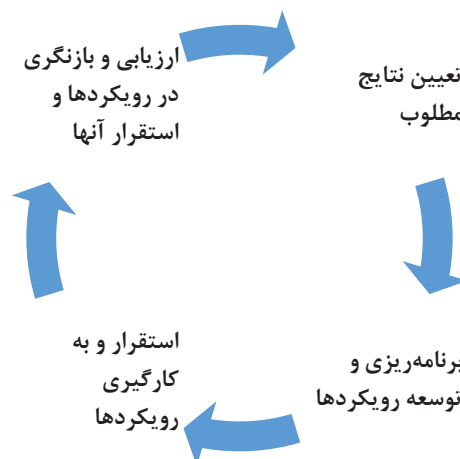 ارزیابی و بازنگری
در رویکردها و
استقرار آنها
تعیین نتایج
مطلوب
برنامه‌ریزی و
توسعه رویکردها
استقرار و به
کارگیری
رویکردها